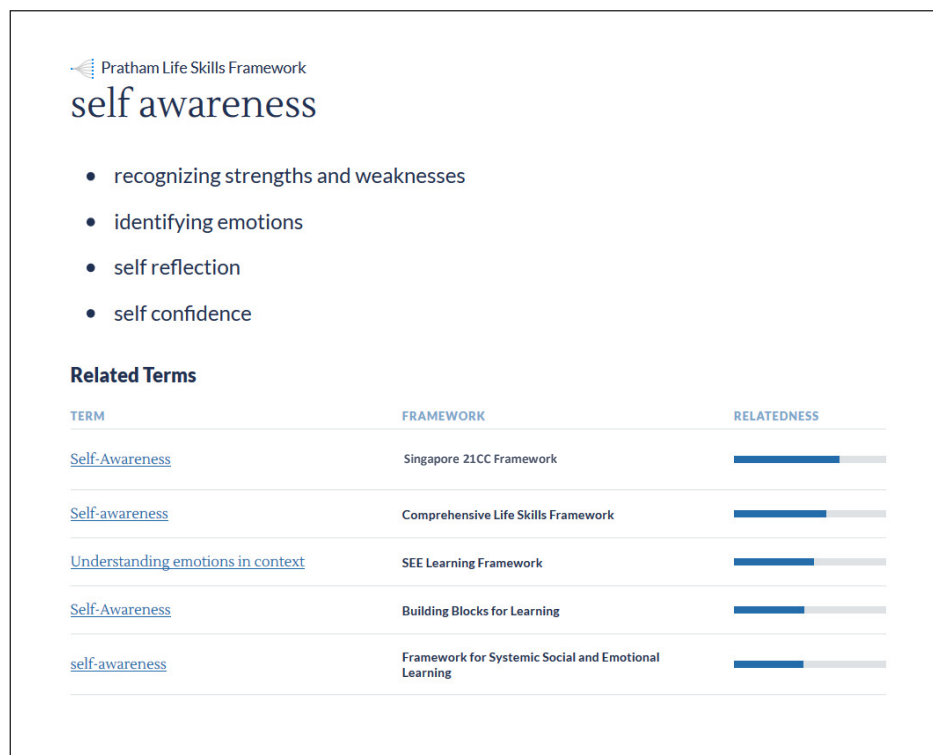 Pratham Life Skills Framework
self awareness
recognizing strengths and weaknesses
identifying emotions
self reflection
self confidence
Related Terms
TERM FRAMEWORK RELATEDNESS
Self-Awareness Singapore 21CC Framework
Self-awareness Comprehensive Life Skills Framework
Understanding emotions in context SEE Learning Framework
Self-Awareness Building Blocks for Learning
self-awareness Framework for Systemic Social and Emotional
Learning